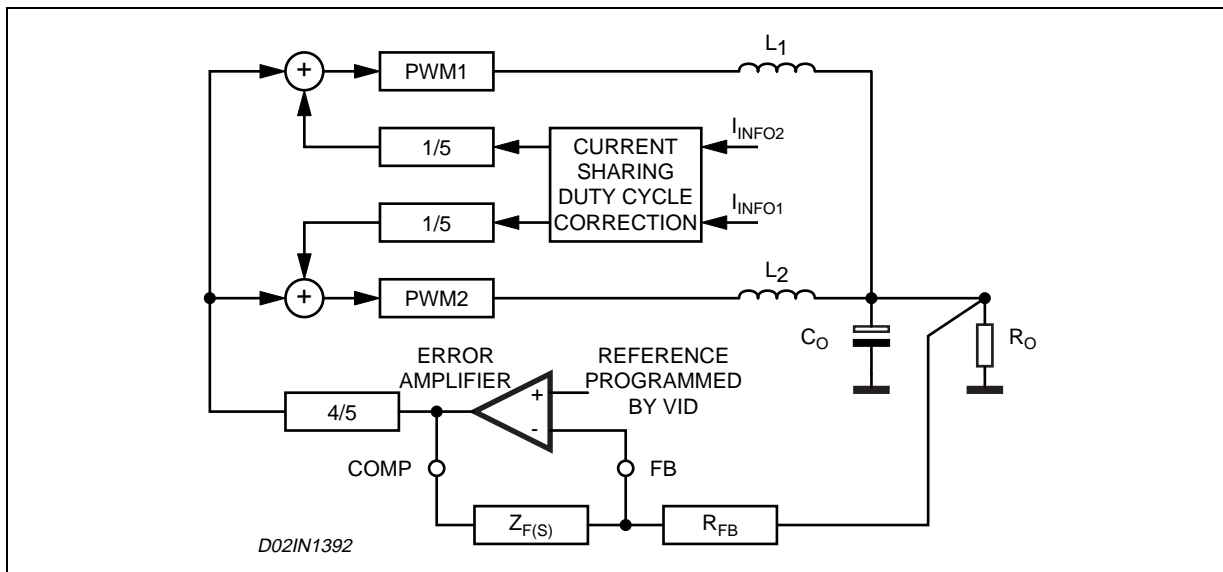 L1
+
PWM1
1/5
CURRENT
SHARING
DUTY CYCLE
CORRECTION
IINFO2
1/5
IINFO1
+
PWM2
L2
CO
RO
ERROR
AMPLIFIER
REFERENCE
PROGRAMMED
BY VID
+
-
4/5
COMP
FB
ZF(S)
RFB
D02IN1392